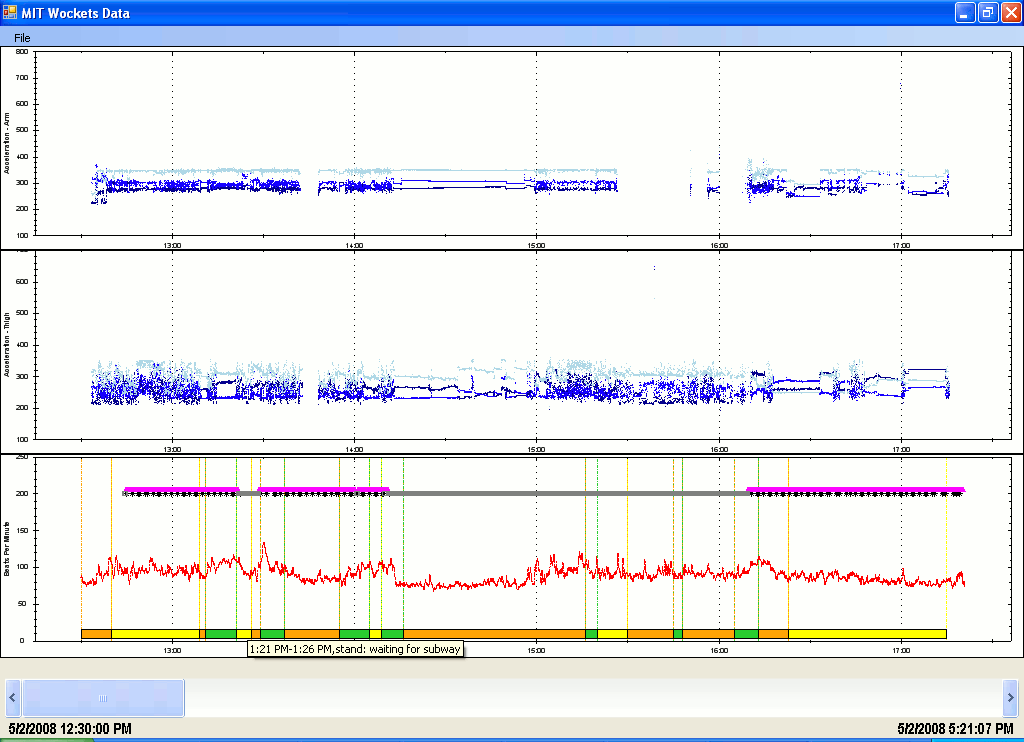 MIT Wockets Data
File
800
700
600
500
400
300
200
100
Acceleration - Arm
13:00 14:00 15:00 16:00 17:00
600
500
400
300
200
100
Acceleration - Thigh
13:00 14:00 15:00 16:00 17:00
250
200
150
100
50
0
Beats Per Minute
13:00 15:00 16:00 17:00
1:21 PM-1:26 PM,stand: waiting for subway
5/2/2008 12:30:00 PM 5/2/2008 5:21:07 PM